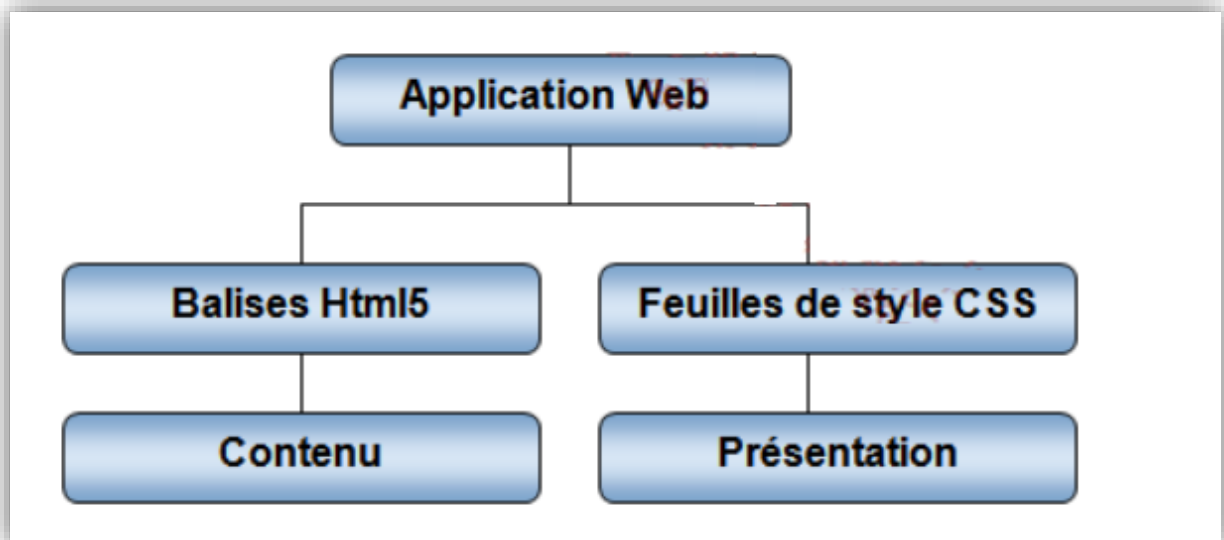 Application Web
Balises Html5
Feuilles de style CSS
Contenu
Présentation